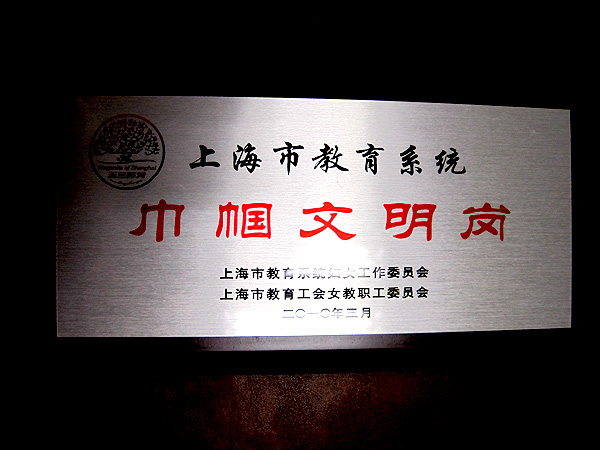 上海市教育系统
巾帼文明岗
上海市教育系统妇女工作委员会
上海市教育工会女教职工委员会
二〇一〇年三月